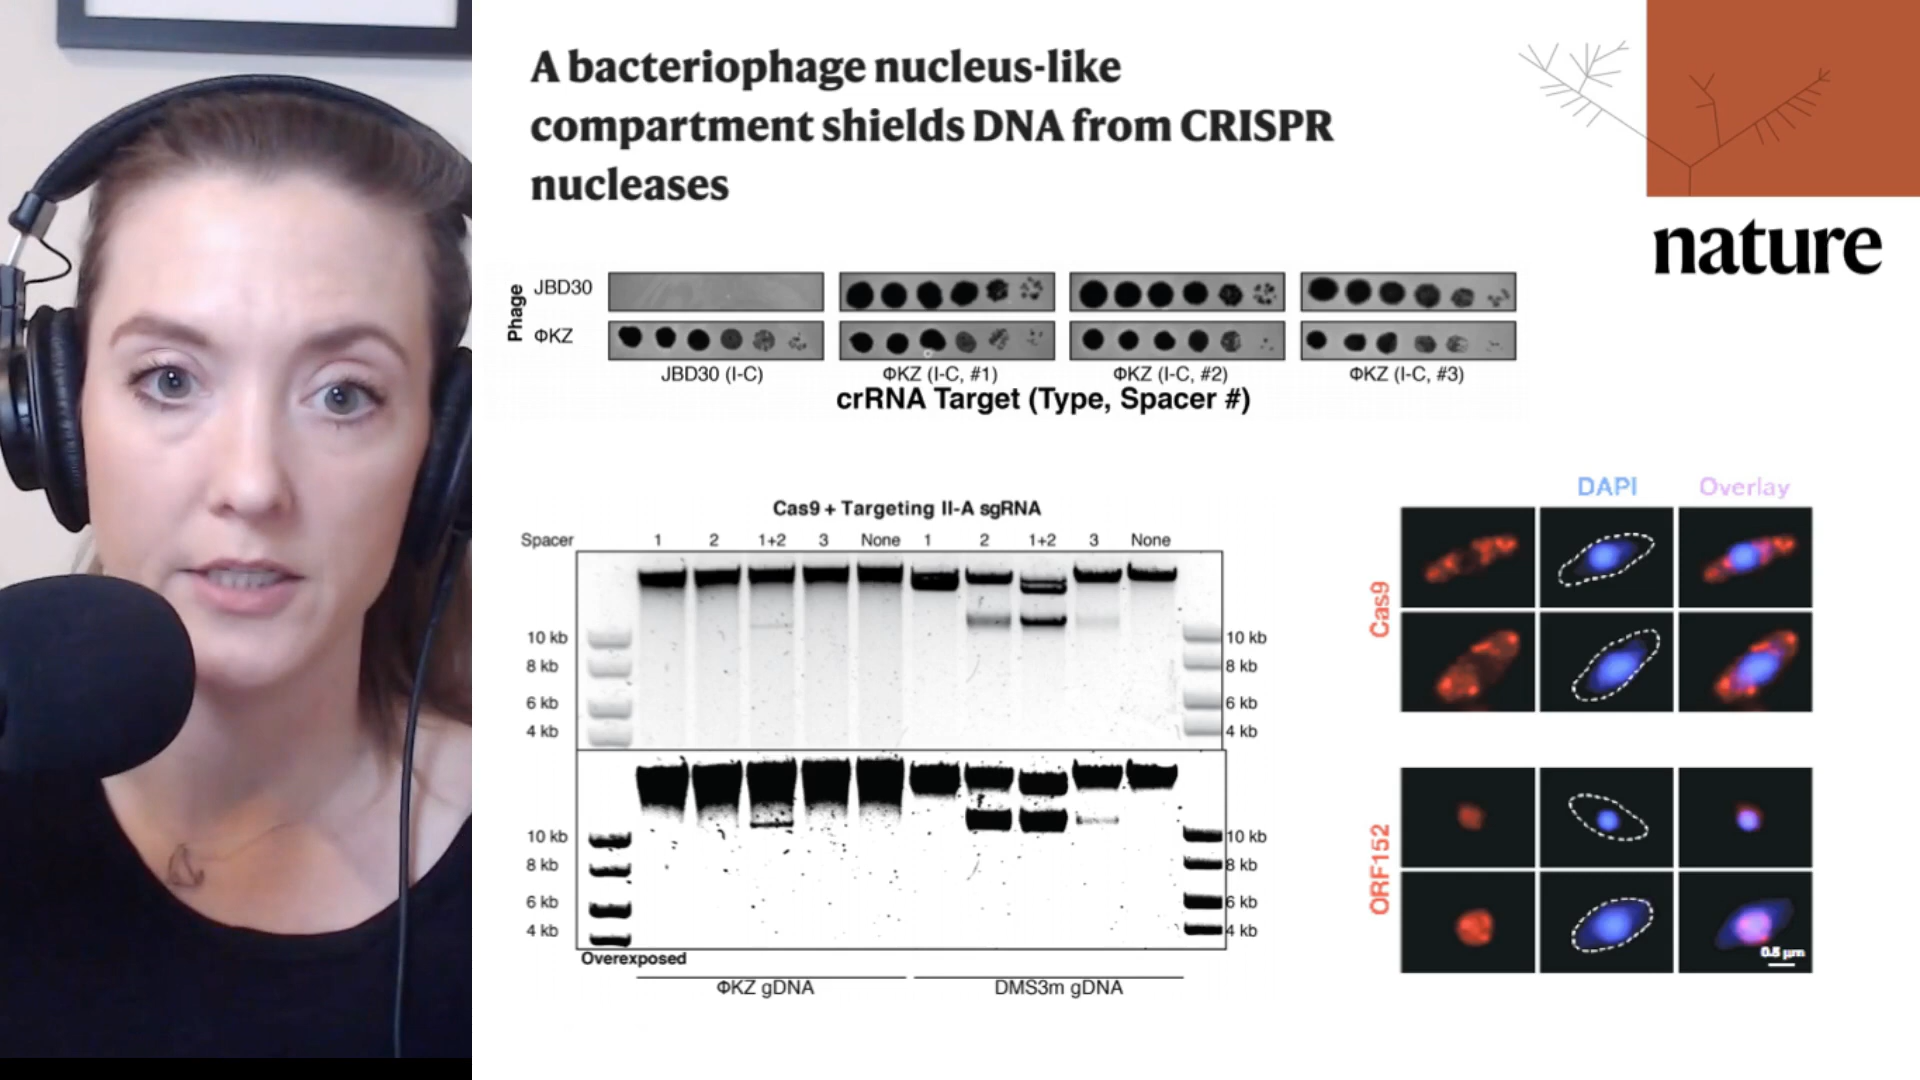 A bacteriophage nucleus-like
compartment shields DNA from CRISPR
nucleases
nature
Phage
JBD30
ΦKZ
JBD30 (I-C)
ΦKZ (I-C, #1)
ΦKZ (I-C, #2)
ΦKZ (I-C, #3)
crRNA Target (Type, Spacer #)
Cas9 + Targeting II-A sgRNA
Spacer 1 2 1+2 3 None 1 2 1+2 3 None
10 kb 10 kb
8 kb 8 kb
6 kb 6 kb
4 kb 4 kb
10 kb 10 kb
8 kb 8 kb
6 kb 6 kb
4 kb 4 kb
Overexposed
ΦKZ gDNA
DMS3m gDNA
DAPI
Overlay
Cas9
ORF152
0.5 µm